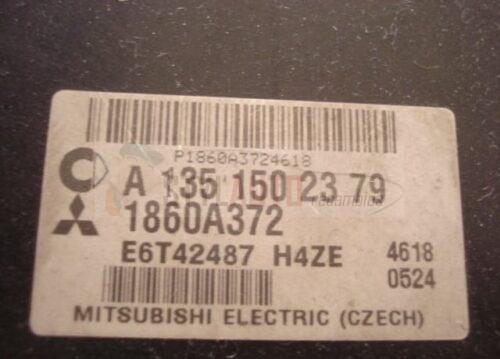 P1860A3724618
A 135 150 23 79
1860A372
E6T42487 H4ZE 4618
0524
MITSUBISHI ELECTRIC (CZECH)